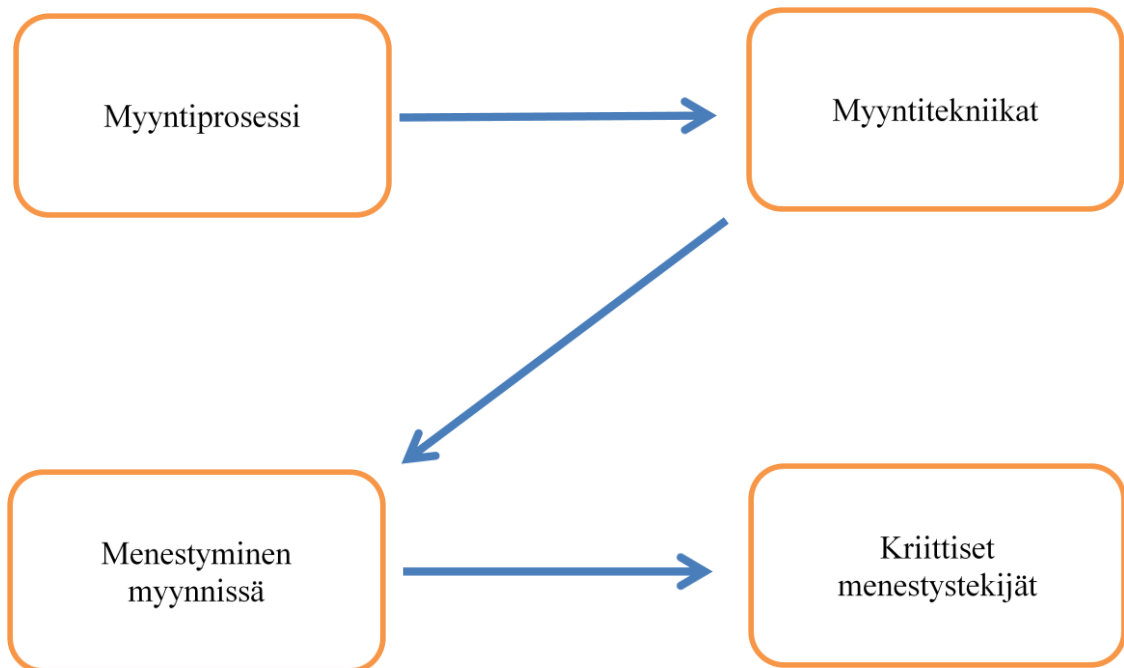 Myyntiprosessi
Myyntitekniikat
Menestyminen
myynnissä
Kriittiset
menestystekijät